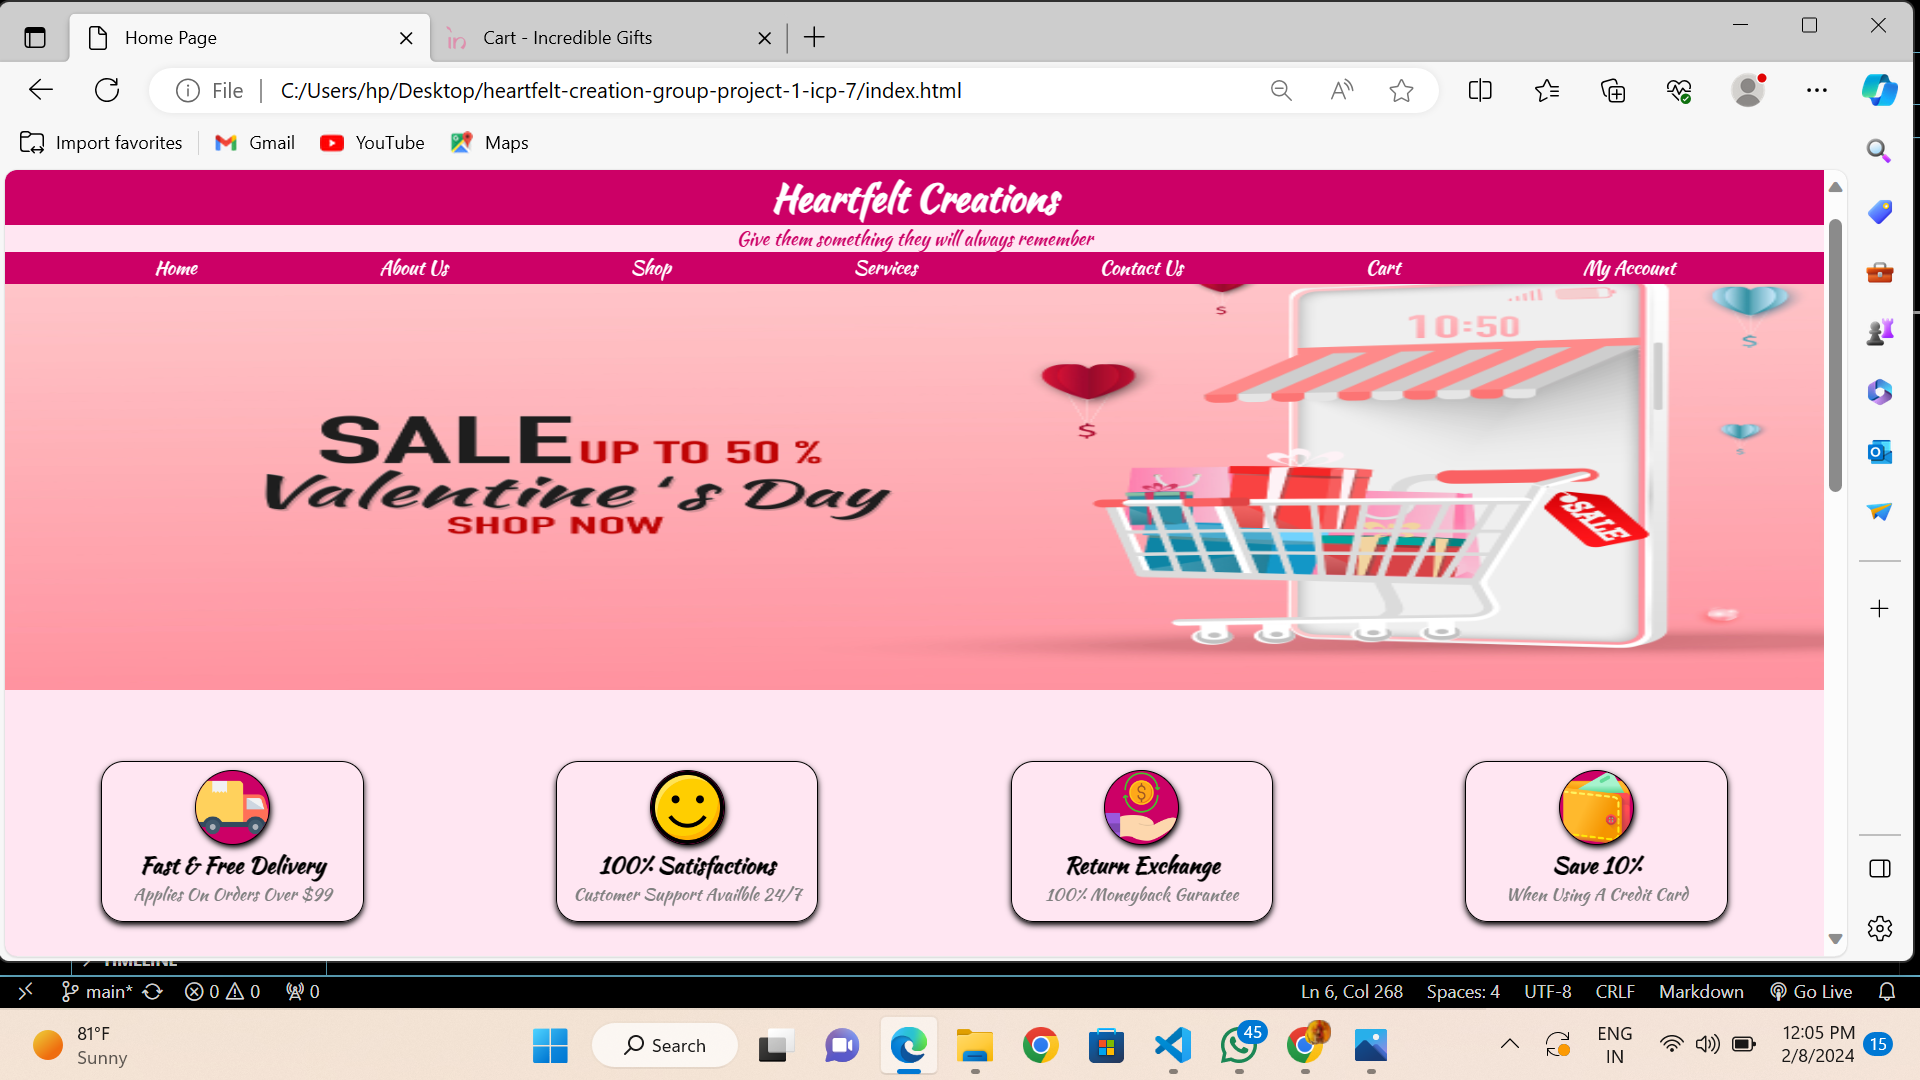 Home Page
Cart - Incredible Gifts
File
C:/Users/hp/Desktop/heartfelt-creation-group-project-1-icp-7/index.html
Import favorites
Gmail
YouTube
Maps
Heartfelt Creations
Give them something they will always remember
Home
About Us
Shop
Services
Contact Us
Cart
My Account
10:50
$
$
$
$
SALE UP TO 50 %
Valentine's Day
SHOP NOW
SALE
Fast & Free Delivery
Applies On Orders Over $99
100% Satisfactions
Customer Support Availble 24/7
Return Exchange
100% Moneyback Gurantee
Save 10%
When Using A Credit Card
TIMELINE
main*
0
0
0
Ln 6, Col 268
Spaces: 4
UTF-8
CRLF
Markdown
Go Live
81°F
Sunny
Search
45
ENG
IN
12:05 PM
2/8/2024
15